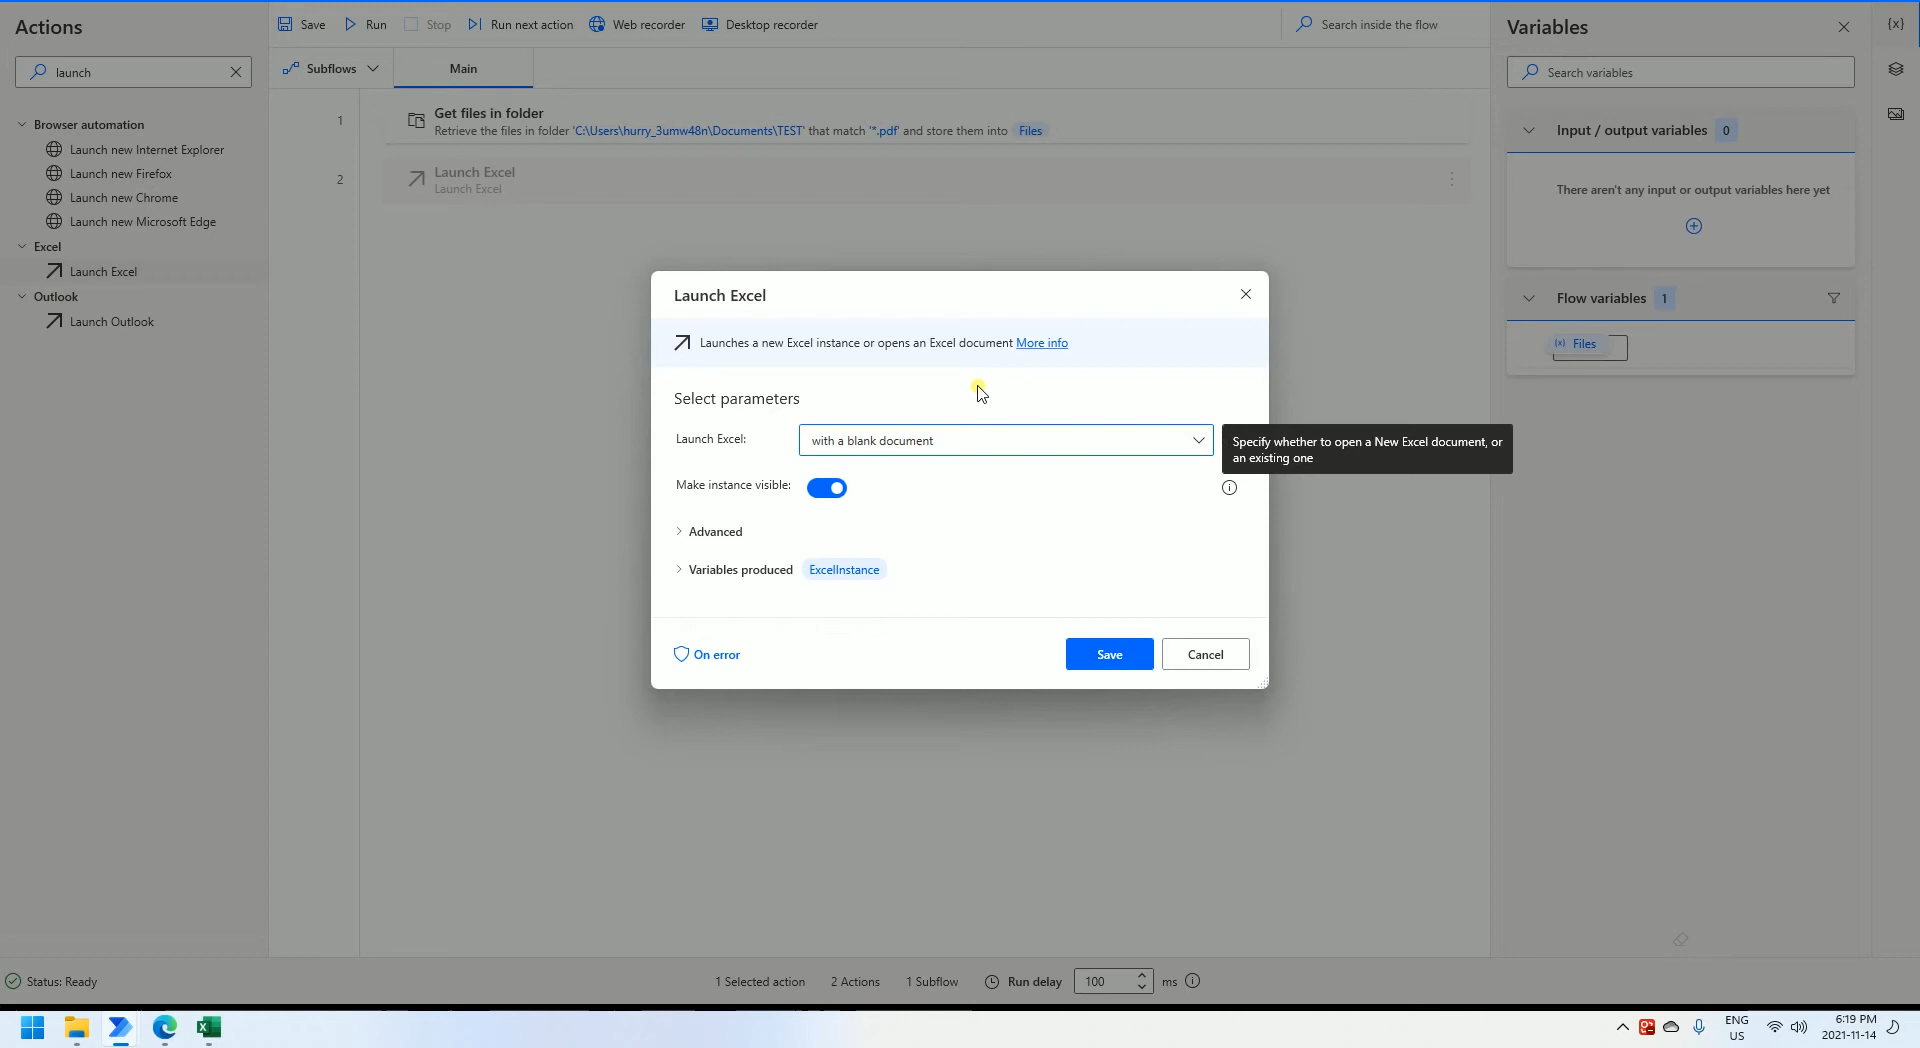 Actions
launch
Browser automation
Launch new Internet Explorer
Launch new Firefox
Launch new Chrome
Launch new Microsoft Edge
Excel
Launch Excel
Outlook
Launch Outlook
Save
Run
Stop
Run next action
Web recorder
Desktop recorder
Search inside the flow
Subflows
Main
1
Get files in folder
Retrieve the files in folder 'C:\Users\hurry_3umw48n\Documents\TEST' that match '*.pdf' and store them into Files
2
Launch Excel
Launch Excel
Launch Excel
Launches a new Excel instance or opens an Excel document More info
Select parameters
Launch Excel:
with a blank document
Specify whether to open a New Excel document, or
an existing one
Make instance visible:
Advanced
Variables produced ExcelInstance
On error
Save
Cancel
Variables
{x}
Search variables
Input / output variables 0
There aren't any input or output variables here yet
Flow variables 1
(x) Files
Status: Ready
1 Selected action
2 Actions
1 Subflow
Run delay
100
ms
ENG
US
6:19 PM
2021-11-14